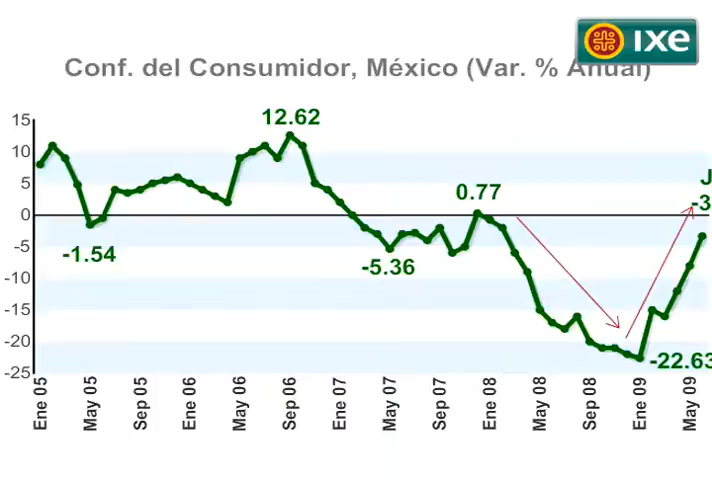 ixe
Conf. del Consumidor, México (Var. % Anual)
15
10
5
0
-5
-10
-15
-20
-25
12.62
0.77
J
-3
-1.54
-5.36
-22.63
Ene 05
May 05
Sep 05
Ene 06
May 06
Sep 06
Ene 07
May 07
Sep 07
Ene 08
May 08
Sep 08
Ene 09
May 09